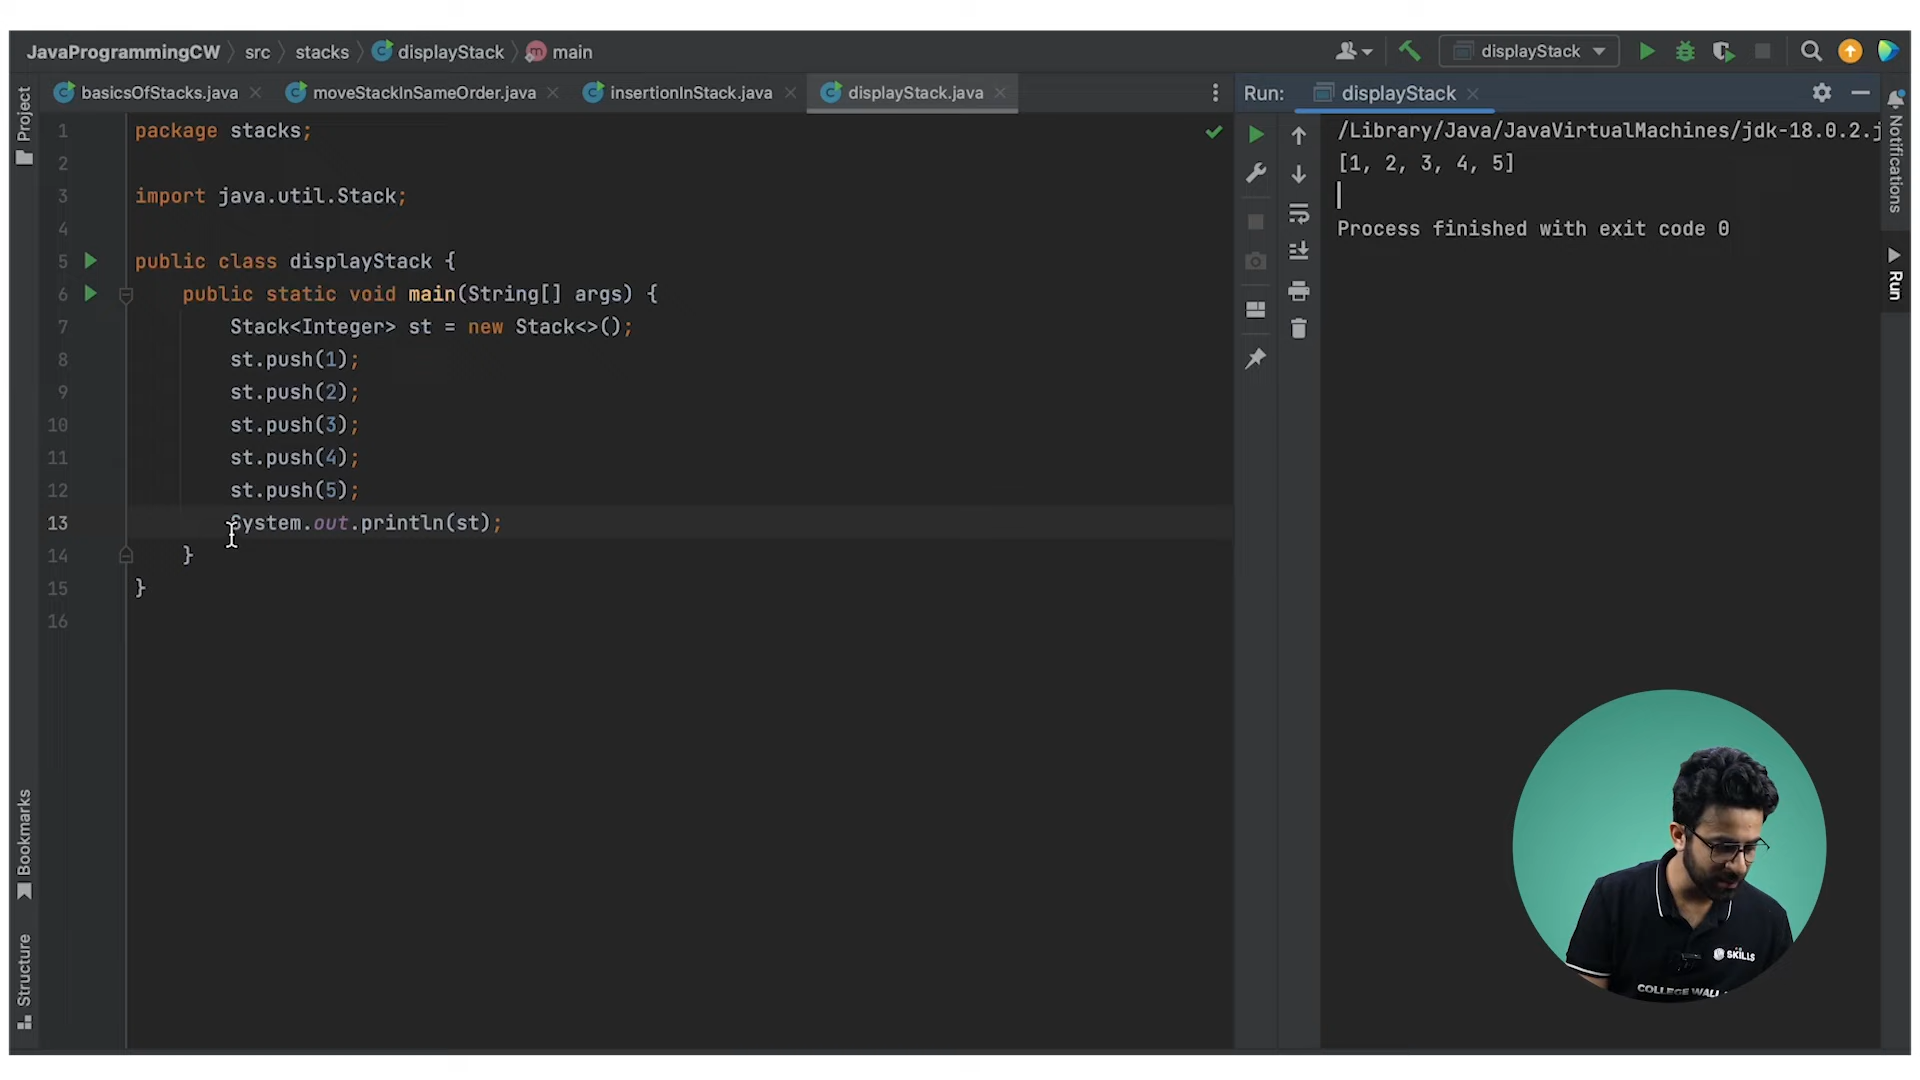 JavaProgrammingCW src stacks displayStack main
displayStack
basicsOfStacks.java moveStackInSameOrder.java insertionInStack.java displayStack.java
Run: displayStack
Project
1 package stacks;
2
3 import java.util.Stack;
4
5 public class displayStack {
6 public static void main(String[] args) {
7 Stack<Integer> st = new Stack<>();
8 st.push(1);
9 st.push(2);
10 st.push(3);
11 st.push(4);
12 st.push(5);
13 System.out.println(st);
14 }
15 }
16
/Library/Java/JavaVirtualMachines/jdk-18.0.2.j
[1, 2, 3, 4, 5]
Process finished with exit code 0
Notifications
Run
Bookmarks
Structure
SKILLS
COLLEGE WALL